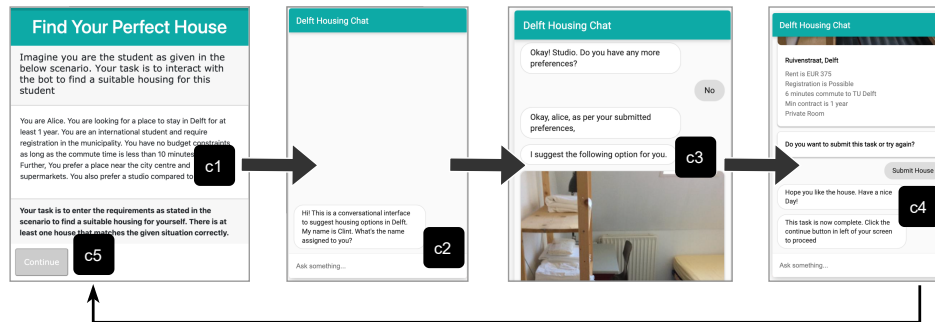 Find Your Perfect House
Imagine you are the student as given in the
below scenario. Your task is to interact with
the bot to find a suitable housing for this
student
You are Alice. You are looking for a place to stay in Delft for at
least 1 year. You are an international student and require
registration in the municipality. You have no budget constraints
as long as the commute time is less than 10 minutes
Further, You prefer a place near the city centre and
supermarkets. You also prefer a studio compared to
c1
Your task is to enter the requirements as stated in the
scenario to find a suitable housing for yourself. There is at
least one house that matches the given situation correctly.
Continue
c5
Delft Housing Chat
Hi! This is a conversational interface
to suggest housing options in Delft.
My name is Clint. What's the name
assigned to you?
c2
Ask something...
Delft Housing Chat
Okay! Studio. Do you have any more
preferences?
No
Okay, alice, as per your submitted
preferences,
I suggest the following option for you.
c3
Delft Housing Chat
Ruivenstraat, Delft
Rent is EUR 375
Registration is Possible
6 minutes commute to TU Delft
Min contract is 1 year
Private Room
Do you want to submit this task or try again?
Submit House
Hope you like the house. Have a nice
Day!
c4
This task is now complete. Click the
continue button in left of your screen
to proceed
Ask something...